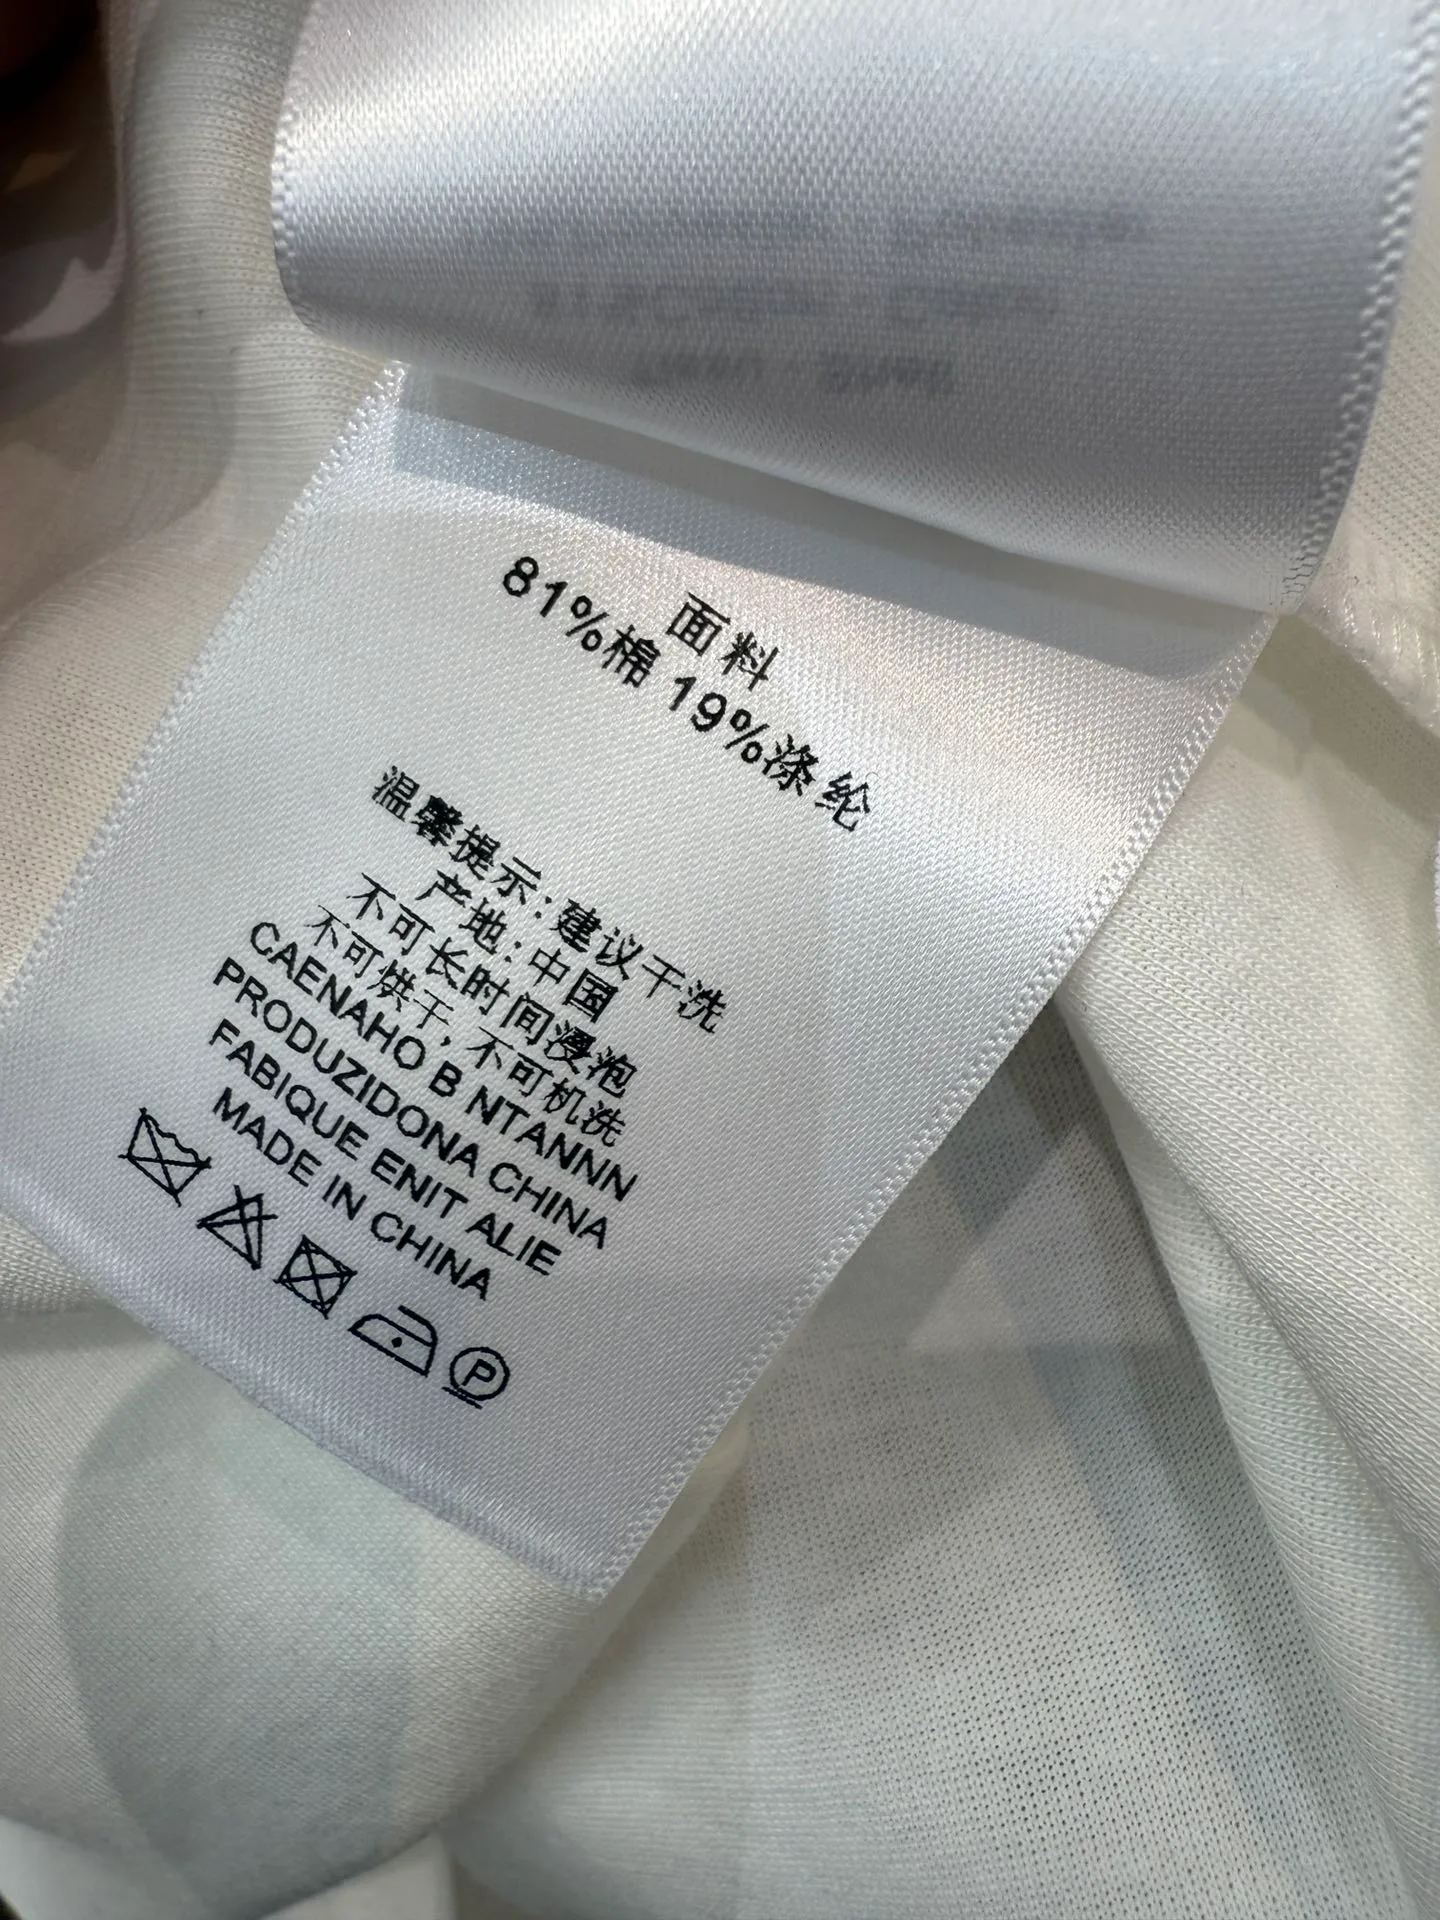 面料
81%棉 19%涤纶
温馨提示:建议干洗
产地:中国
不可长时间浸泡
不可烘干,不可机洗
CAENAHO B NTANNN
PRODUZIDONA CHINA
FABIQUE ENIT ALIE
MADE IN CHINA
P